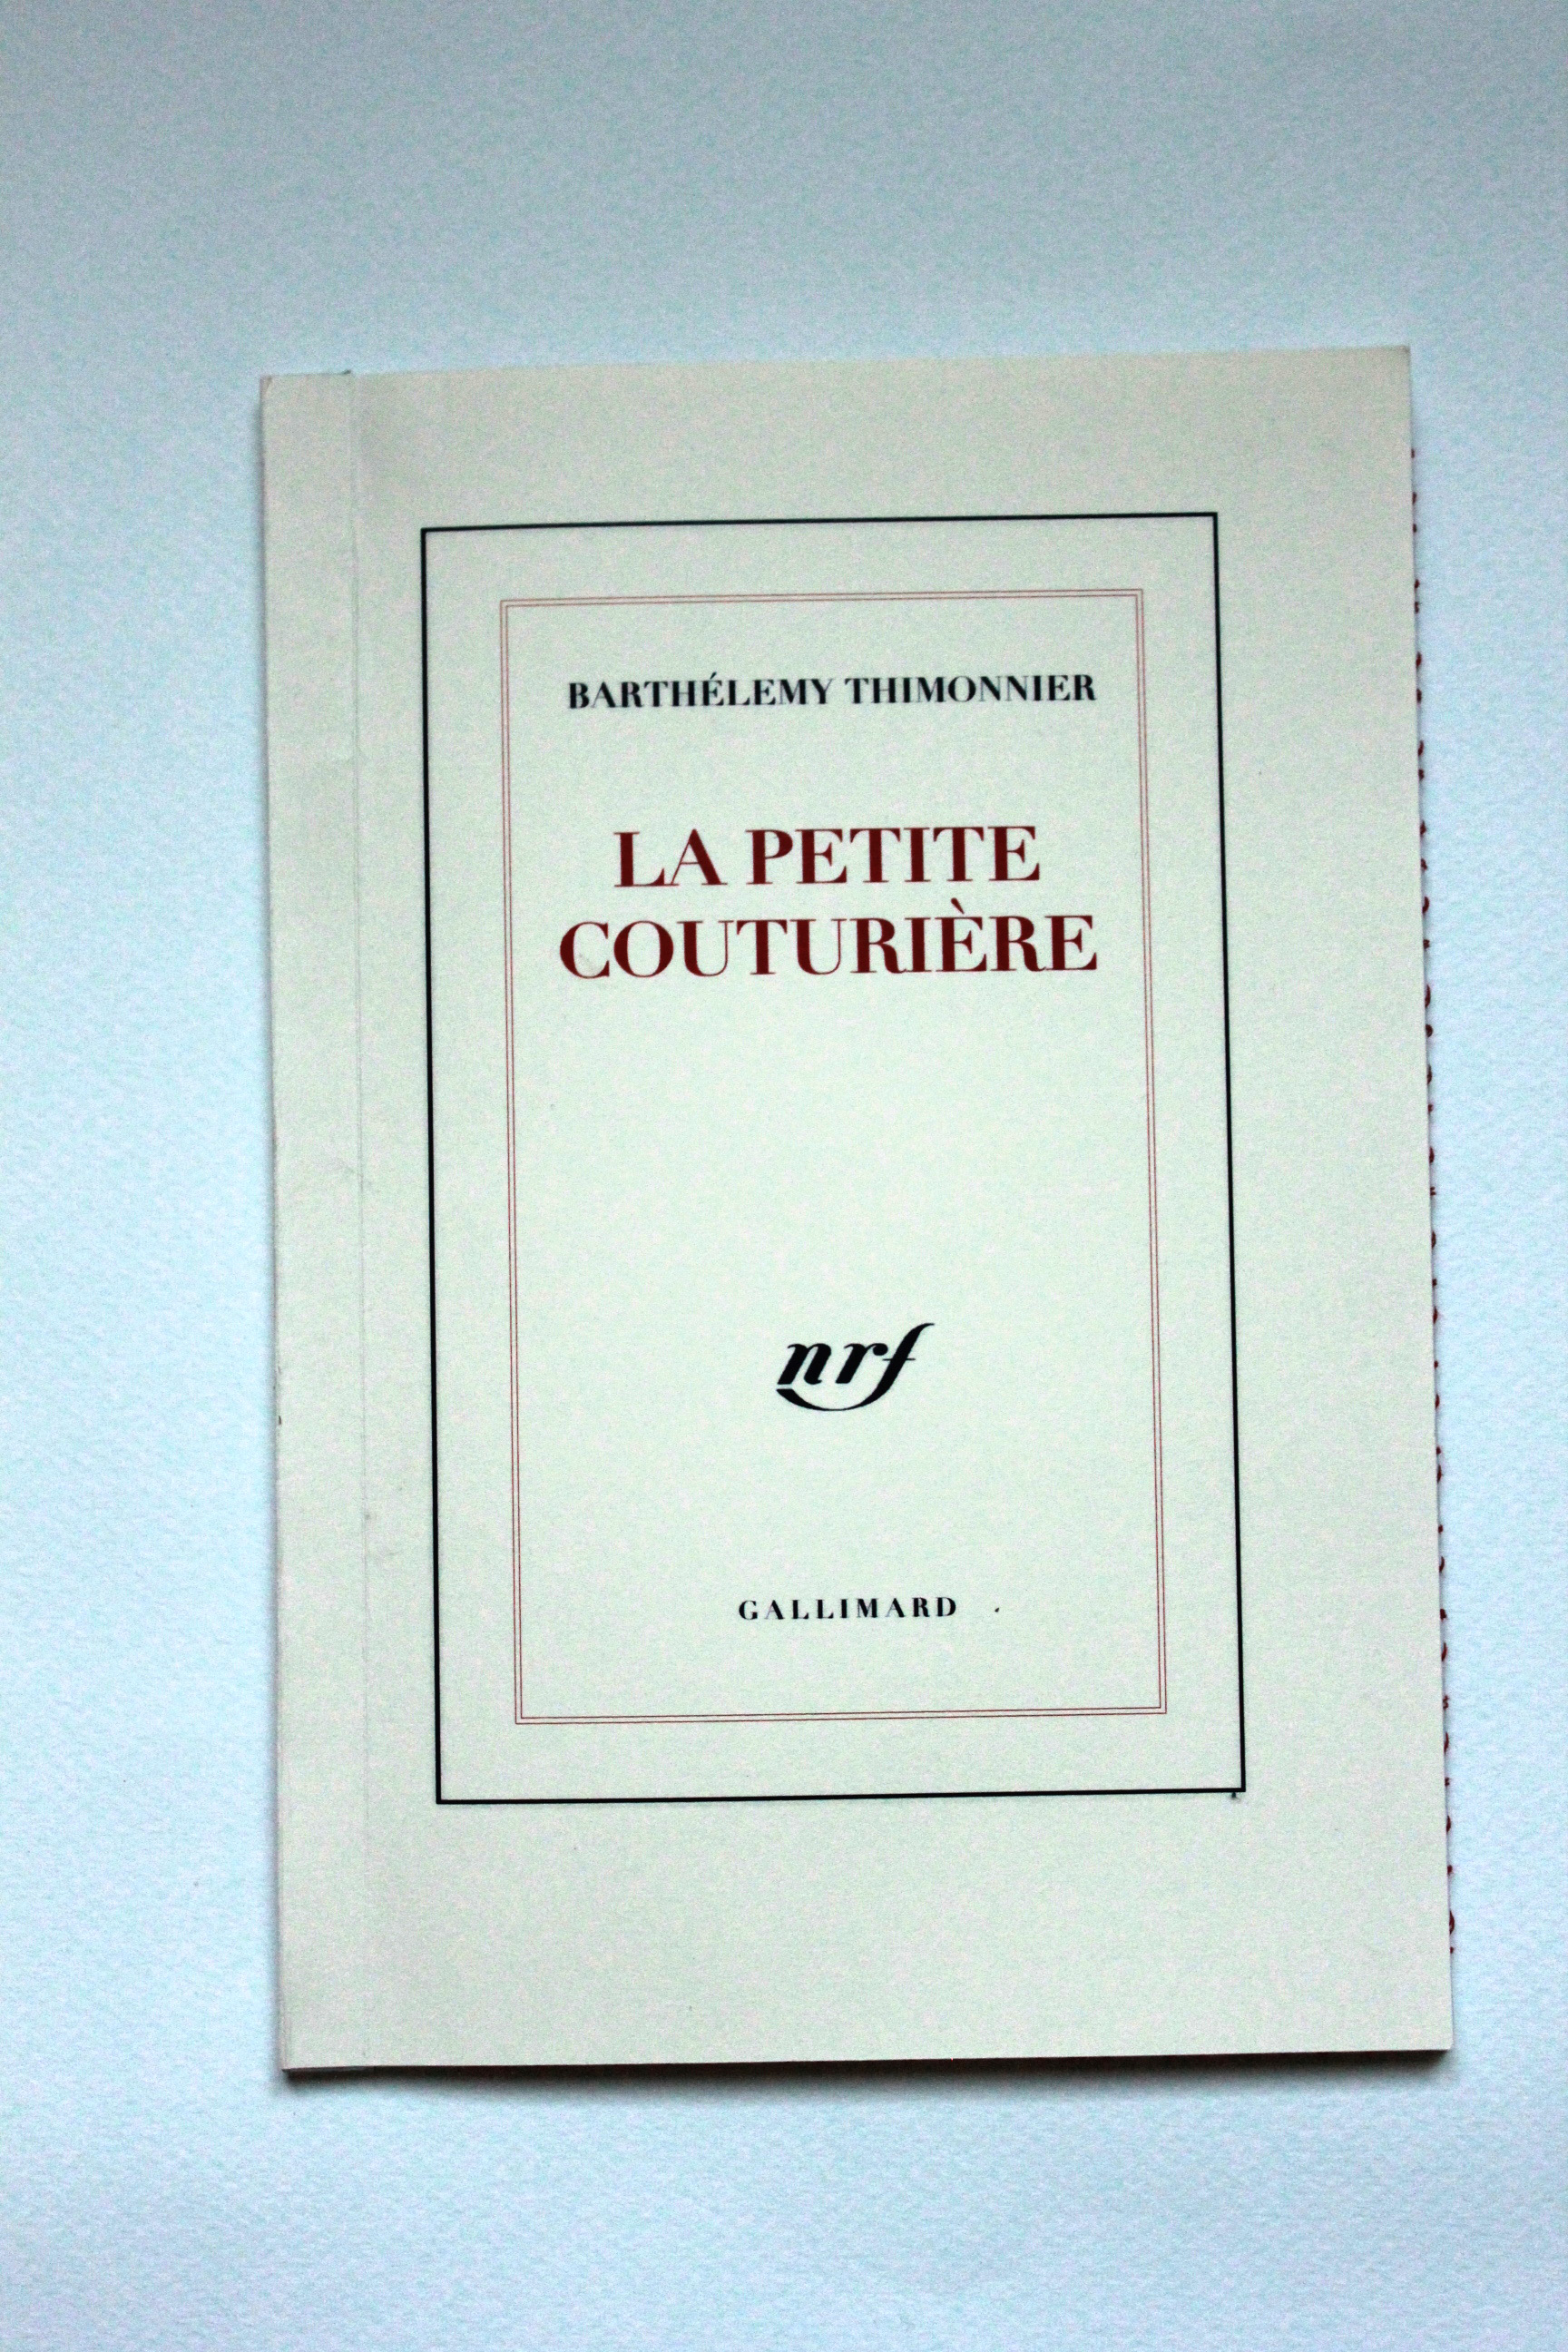 BARTHÉLEMY THIMONNIER
LA PETITE
COUTURIÈRE
nrf
GALLIMARD